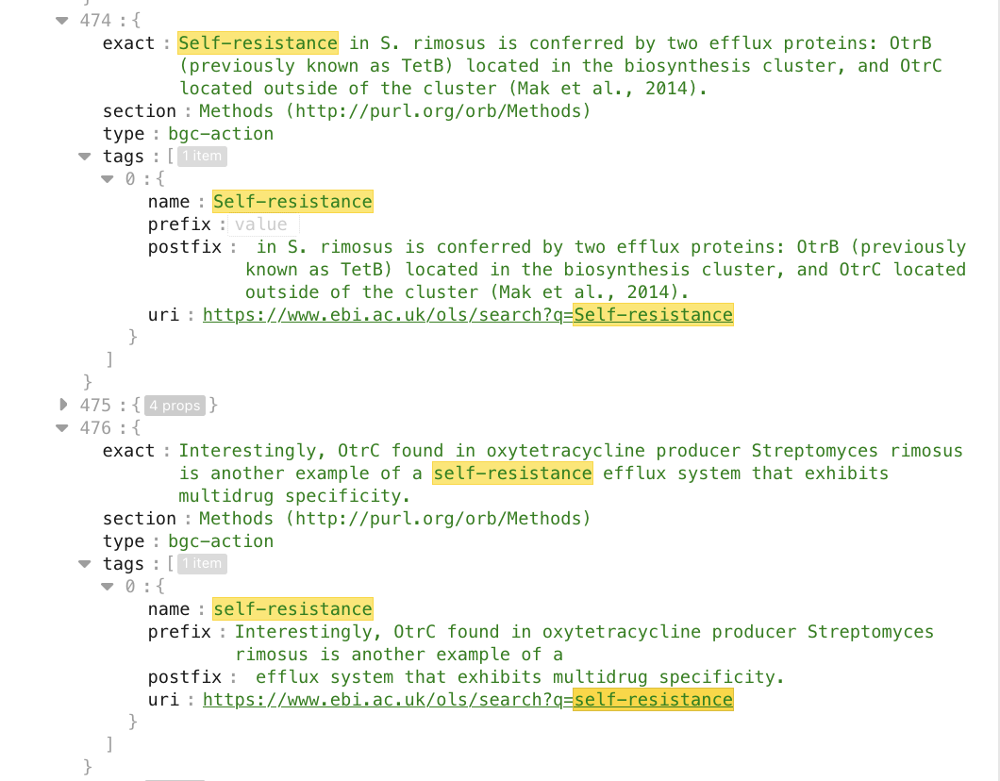 }
474 : {
exact : Self-resistance in S. rimosus is conferred by two efflux proteins: OtrB
(previously known as TetB) located in the biosynthesis cluster, and OtrC
located outside of the cluster (Mak et al., 2014).
section : Methods (http://purl.org/orb/Methods)
type : bgc-action
tags : [ 1 item
0 : {
name : Self-resistance
prefix : value
postfix : in S. rimosus is conferred by two efflux proteins: OtrB (previously
known as TetB) located in the biosynthesis cluster, and OtrC located
outside of the cluster (Mak et al., 2014).
uri : https://www.ebi.ac.uk/ols/search?q=Self-resistance
}
]
}
475 : { 4 props }
476 : {
exact : Interestingly, OtrC found in oxytetracycline producer Streptomyces rimosus
is another example of a self-resistance efflux system that exhibits
multidrug specificity.
section : Methods (http://purl.org/orb/Methods)
type : bgc-action
tags : [ 1 item
0 : {
name : self-resistance
prefix : Interestingly, OtrC found in oxytetracycline producer Streptomyces
rimosus is another example of a
postfix : efflux system that exhibits multidrug specificity.
uri : https://www.ebi.ac.uk/ols/search?q=self-resistance
}
]
}